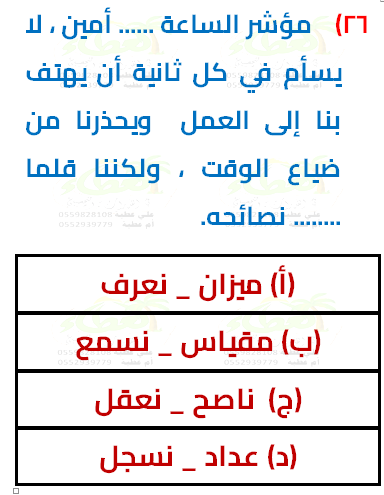 ٢٦) مؤشر الساعة ...... أمين ، لا
يسأم في كل ثانية أن يهتف
بنا إلى العمل ويحذرنا من
ضياع الوقت ، ولكننا قلما
........ نصائحه.
(أ) ميزان _ نعرف
(ب) مقياس _ نسمع
(ج) ناصح _ نعقل
(د) عداد _ نسجل